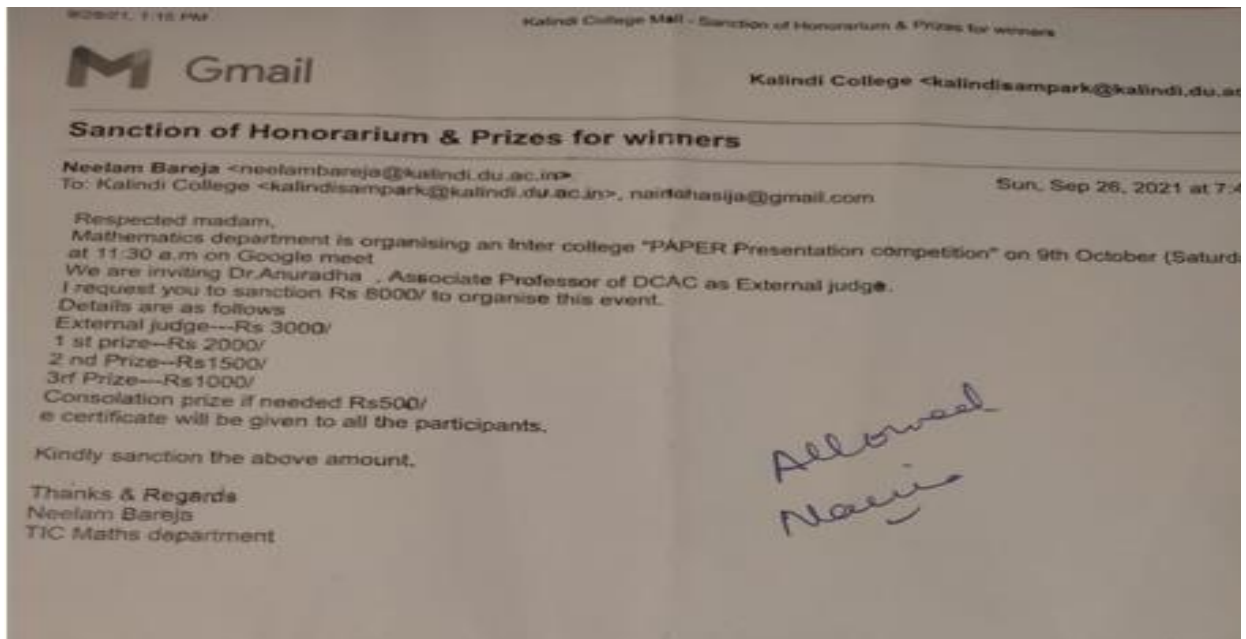 9/28/21, 1:15 PM
Kalindi College Mail - Sanction of Honorarium & Prizes for winners
M Gmail
Kalindi College <kalindisampark@kalindi.du.ac
Sanction of Honorarium & Prizes for winners
Neelam Bareja <neelambareja@kalindi.du.ac.in>
Sun, Sep 26, 2021 at 7:4
To: Kalindi College <kalindisampark@kalindi.du.ac.in>, naidohasija@gmail.com
Respected madam,
Mathematics department is organising an Inter college "PAPER Presentation competition" on 9th October (Saturda
at 11:30 a.m on Google meet
We are inviting Dr.Anuradha , Associate Professor of DCAC as External judge.
I request you to sanction Rs 8000/ to organise this event.
Details are as follows
External judge---Rs 3000/
1 st prize--Rs 2000/
2 nd Prize--Rs1500/
3rf Prize---Rs1000/
Consolation prize if needed Rs500/
e certificate will be given to all the participants.
Kindly sanction the above amount.
Allowed
Thanks & Regards
Neelam Bareja
TIC Maths department